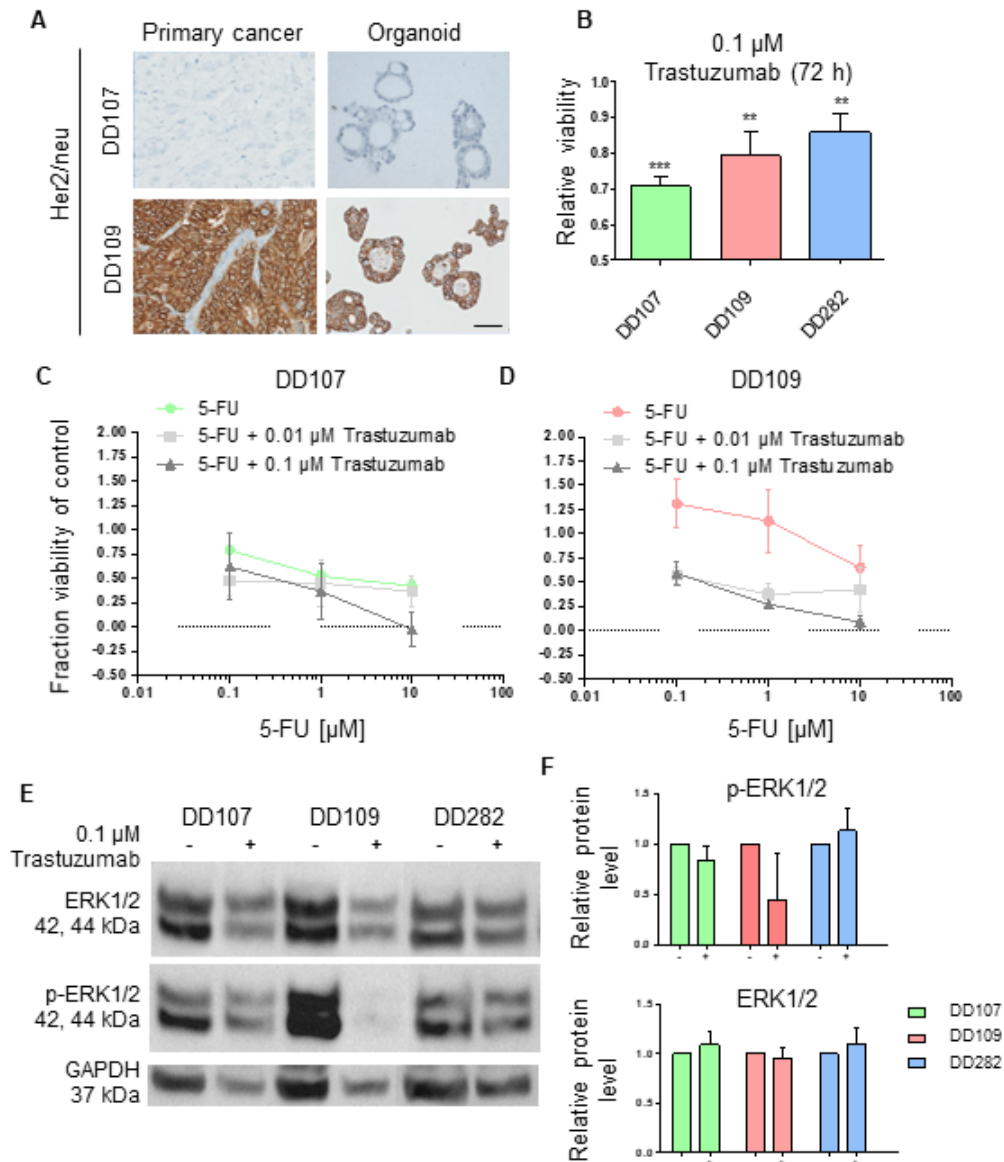 A
Primary cancer
Organoid
DD107
DD109
Her2/neu
B
0.1 µM
Trastuzumab (72 h)
Relative viability
1.0
0.9
0.8
0.7
0.6
0.5
***
**
**
DD107
DD109
DD282
C
DD107
5-FU
5-FU + 0.01 µM Trastuzumab
5-FU + 0.1 µM Trastuzumab
Fraction viability of control
2.00
1.75
1.50
1.25
1.00
0.75
0.50
0.25
0.00
0.25
0.50
0.01
0.1
1
10
100
5-FU [µM]
D
DD109
5-FU
5-FU + 0.01 µM Trastuzumab
5-FU + 0.1 µM Trastuzumab
2.00
1.75
1.50
1.25
1.00
0.75
0.50
0.25
0.00
0.25
0.50
0.01
0.1
1
10
100
5-FU [µM]
E
DD107 DD109 DD282
0.1 µM
Trastuzumab
- + - + - +
ERK1/2
42, 44 kDa
p-ERK1/2
42, 44 kDa
GAPDH
37 kDa
F
p-ERK1/2
Relative protein
level
1.5
1.0
0.5
0.0
- + - + - +
ERK1/2
Relative protein
level
1.5
1.0
0.5
0.0
DD107
DD109
DD282